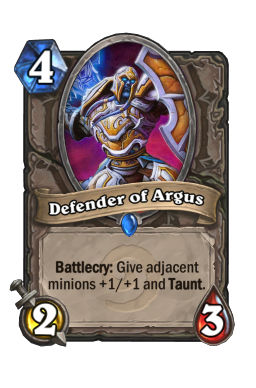 4
Defender of Argus
Battlecry: Give adjacent
minions +1/+1 and Taunt.
2 3